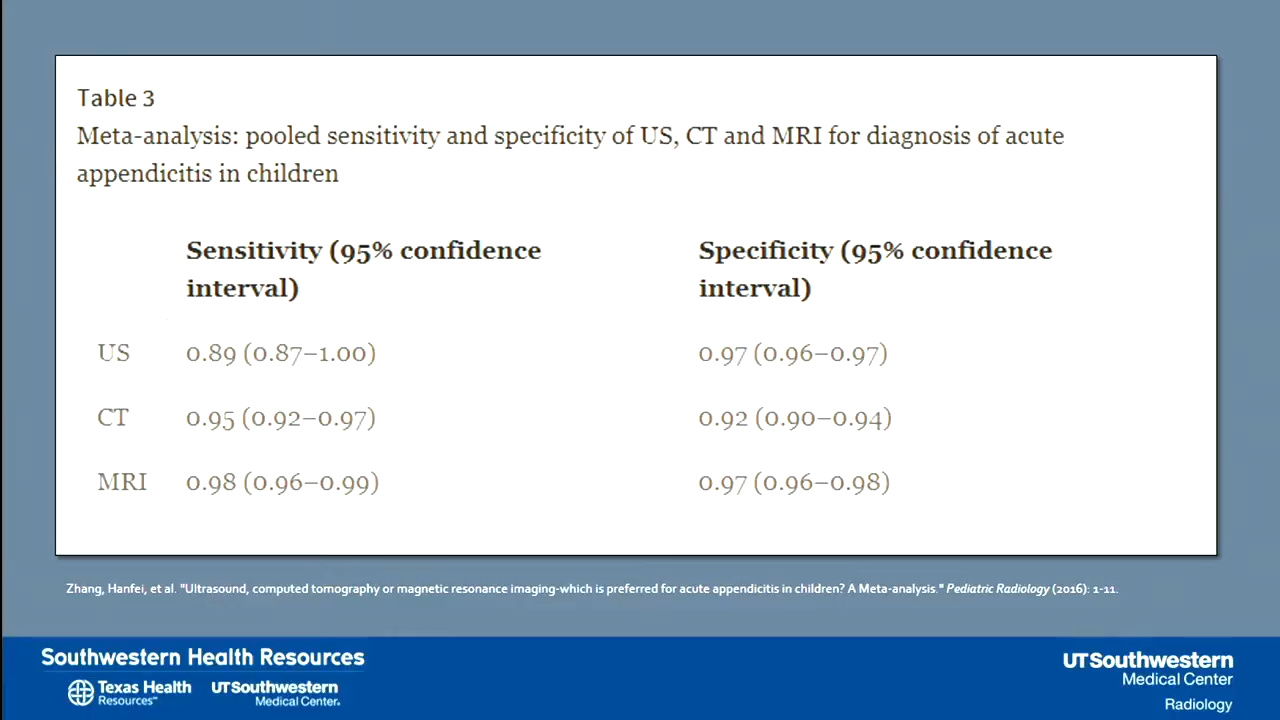 Table 3
Meta-analysis: pooled sensitivity and specificity of US, CT and MRI for diagnosis of acute
appendicitis in children
Sensitivity (95% confidence
interval)
Specificity (95% confidence
interval)
US 0.89 (0.87–1.00) 0.97 (0.96–0.97)
CT 0.95 (0.92–0.97) 0.92 (0.90–0.94)
MRI 0.98 (0.96–0.99) 0.97 (0.96–0.98)
Zhang, Hanfei, et al. "Ultrasound, computed tomography or magnetic resonance imaging-which is preferred for acute appendicitis in children? A Meta-analysis." Pediatric Radiology (2016): 1-11.
Southwestern Health Resources
Texas Health
Resources℠
UTSouthwestern
Medical Center.
UTSouthwestern
Medical Center
Radiology